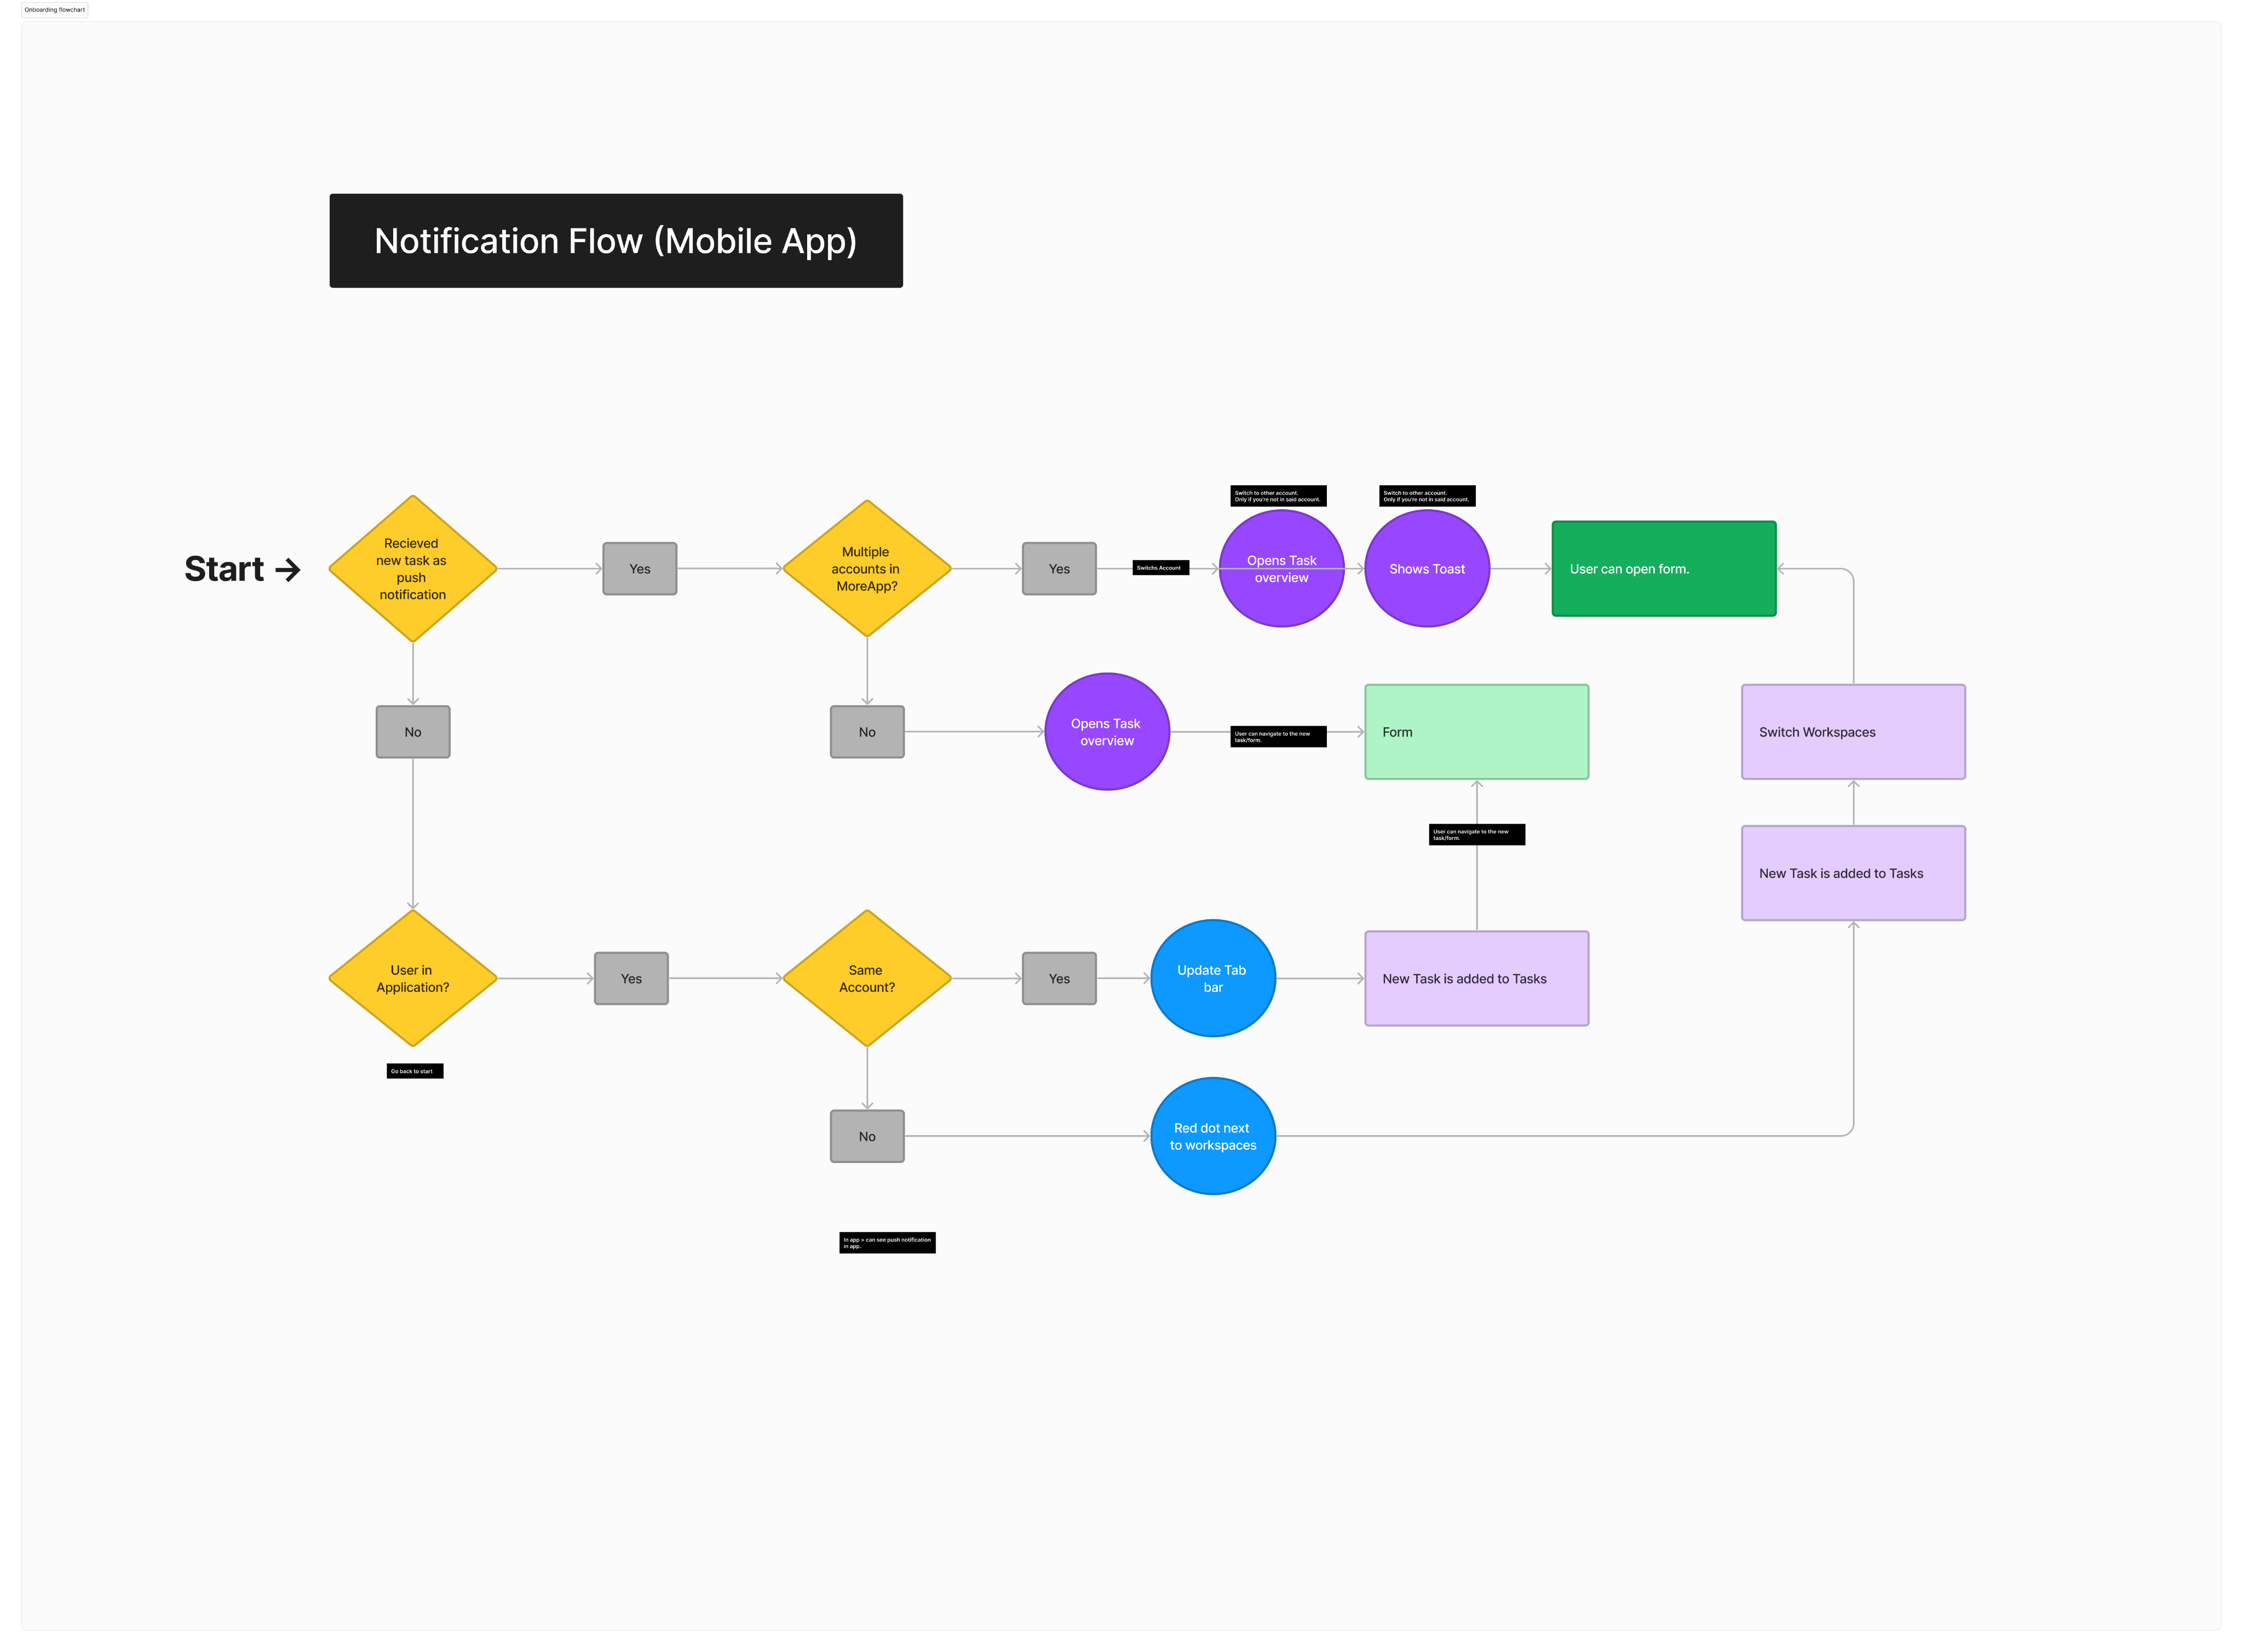 Onboarding flowchart
Notification Flow (Mobile App)
Switch to other account.
Only if you're not in said account.
Switch to other account.
Only if you're not in said account.
Start →
Recieved
new task as
push
notification
Yes
Multiple
accounts in
MoreApp?
Yes
Switchs Account
Opens Task
overview
Shows Toast
User can open form.
No
No
Opens Task
overview
User can navigate to the new
task/form.
Form
Switch Workspaces
User can navigate to the new
task/form.
New Task is added to Tasks
User in
Application?
Yes
Same
Account?
Yes
Update Tab
bar
New Task is added to Tasks
Go back to start
No
Red dot next
to workspaces
In app > can see push notification
in app.